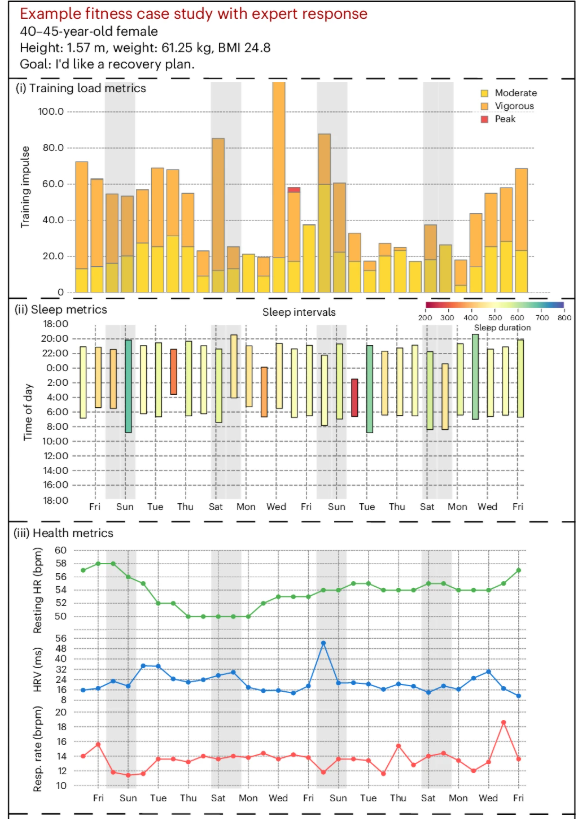 Example fitness case study with expert response
40–45-year-old female
Height: 1.57 m, weight: 61.25 kg, BMI 24.8
Goal: I'd like a recovery plan.
(i) Training load metrics
Moderate
Vigorous
Peak
Training impulse
100.0
80.0
60.0
40.0
20.0
0
(ii) Sleep metrics
Sleep intervals
200 300 400 500 600 700 800
Sleep duration
Time of day
18:00
20:00
22:00
0:00
2:00
4:00
6:00
8:00
10:00
12:00
14:00
16:00
18:00
Fri Sun Tue Thu Sat Mon Wed Fri Sun Tue Thu Sat Mon Wed Fri
(iii) Health metrics
Resting HR (bpm)
60
58
56
54
52
50
HRV (ms)
56
48
40
32
24
16
8
Resp. rate (brpm)
20
18
16
14
12
10
Fri Sun Tue Thu Sat Mon Wed Fri Sun Tue Thu Sat Mon Wed Fri